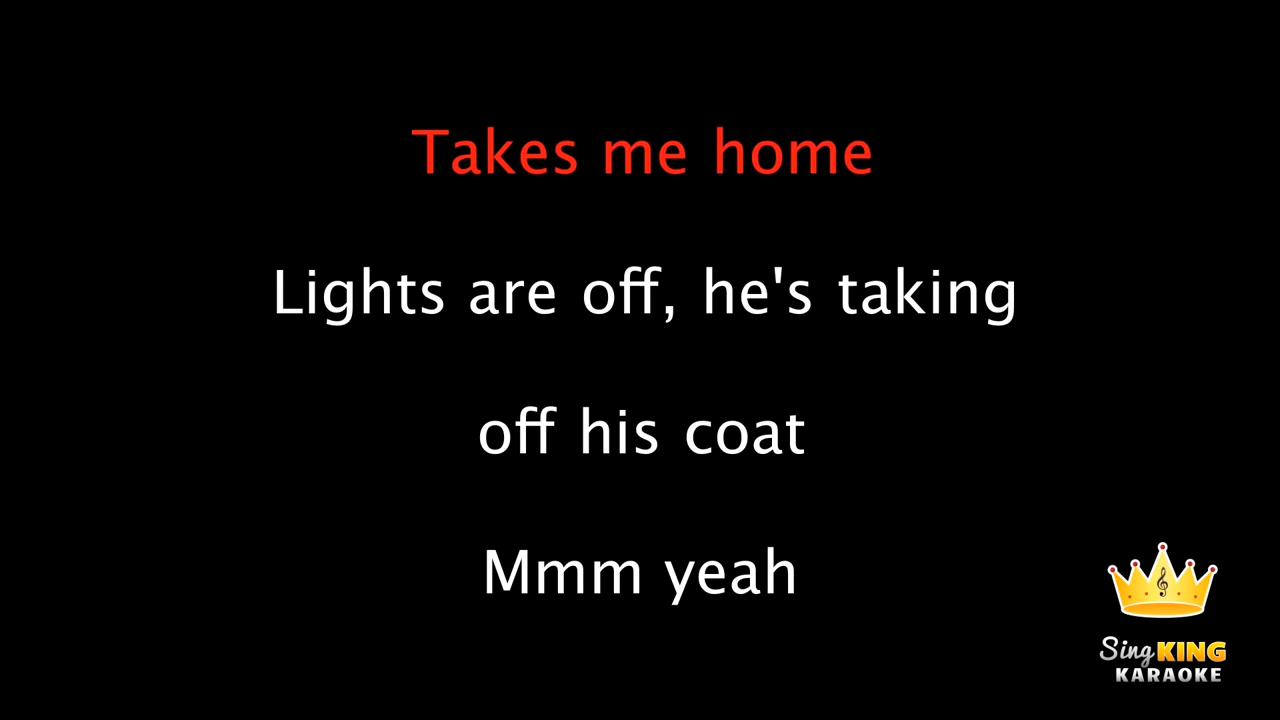 Takes me home
Lights are off, he's taking
off his coat
Mmm yeah
Sing KING
KARAOKE